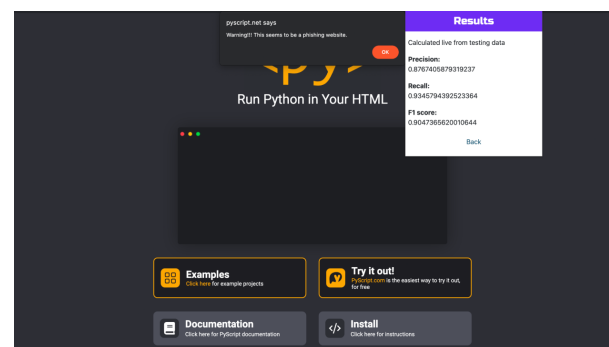 pyscript.net says
Warning!!! This seems to be a phishing website.
OK
Results
Calculated live from testing data
Precision:
0.8767405879319237
Recall:
0.9345794392523364
F1 score:
0.9047365620010644
Back
<py>
Run Python in Your HTML
Examples
Click here for example projects
Try it out!
PyScript.com is the easiest way to try it out,
for free
Documentation
Click here for PyScript documentation
Install
Click here for instructions